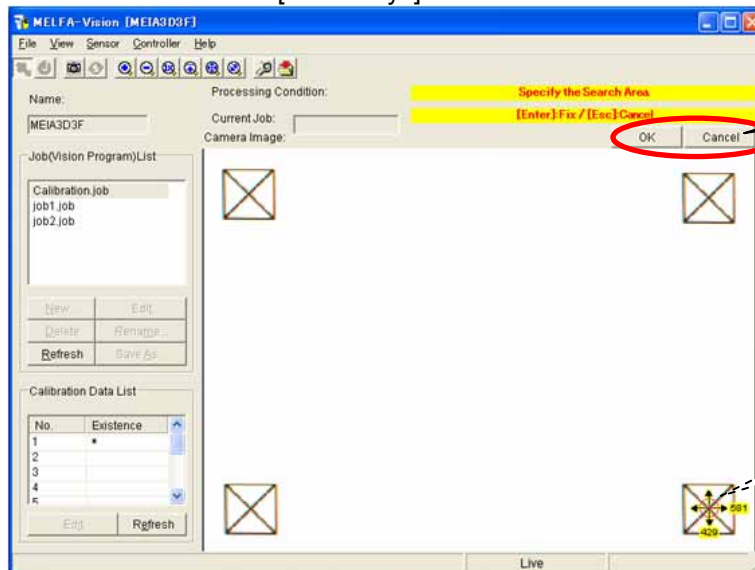 MELFA-Vision [MEIA3D3F]
File View Sensor Controller Help
Name:
MEIA3D3F
Processing Condition:
Current Job:
Camera Image:
Specify the Search Area.
[Enter]:Fix / [Esc]:Cancel
OK Cancel
Job(Vision Program)List
Calibration.job
job1.job
job2.job
New Edit
Delete Rename...
Refresh Save As
Calibration Data List
No. Existence
1 *
2
3
4
5
Edit Refresh
581
429
Live